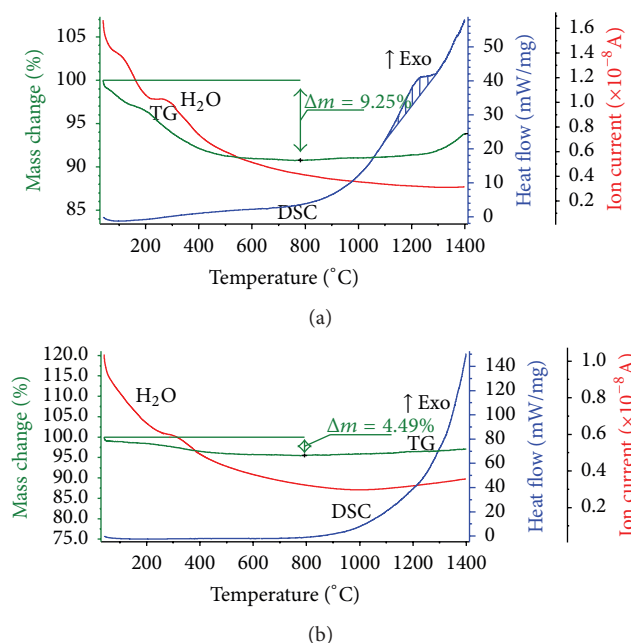 105
100
95
90
85
Mass change (%)
TG
H₂O
Δm = 9.25%
↑ Exo
DSC
50
40
30
20
10
0
Heat flow (mW/mg)
1.6
1.4
1.2
1.0
0.8
0.6
0.4
0.2
Ion current (×10⁻⁸ A)
200 400 600 800 1000 1200 1400
Temperature (°C)
(a)
120.0
115.0
110.0
105.0
100.0
95.0
90.0
85.0
80.0
75.0
Mass change (%)
H₂O
Δm = 4.49%
↑ Exo
TG
DSC
140
120
100
80
60
40
20
0
Heat flow (mW/mg)
1.0
0.8
0.6
0.4
0.2
Ion current (×10⁻⁸ A)
200 400 600 800 1000 1200 1400
Temperature (°C)
(b)